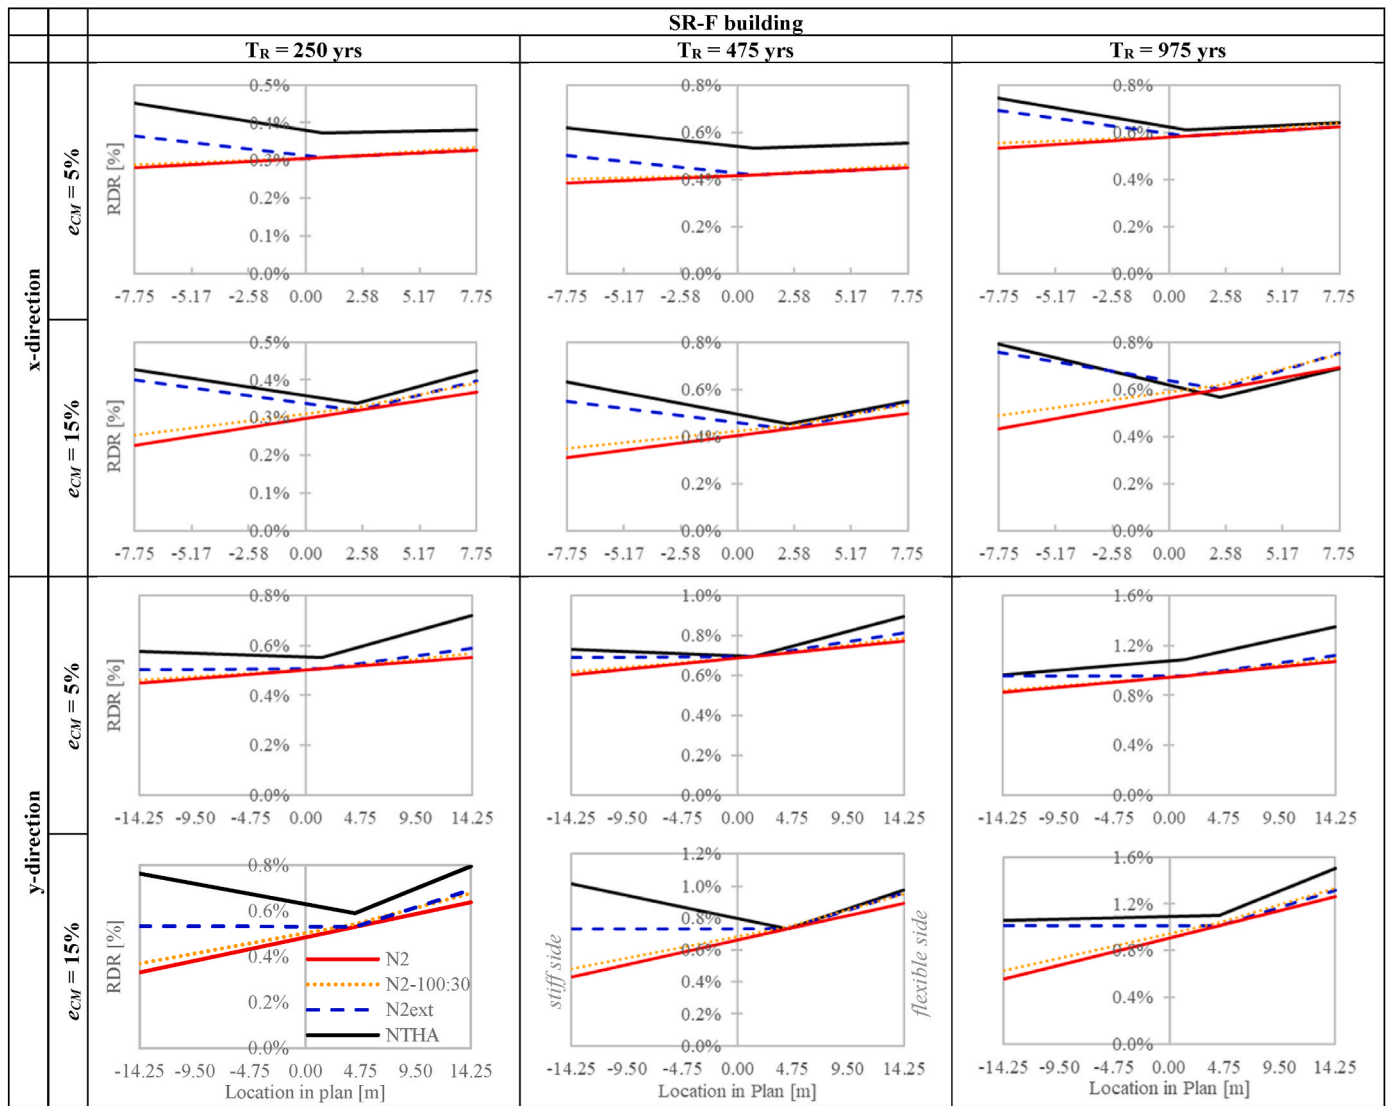 SR-F building
T_R = 250 yrs
T_R = 475 yrs
T_R = 975 yrs
x-direction
e_CM = 5%
RDR [%]
0.5%
0.4%
0.3%
0.2%
0.1%
0.0%
-7.75 -5.17 -2.58 0.00 2.58 5.17 7.75
0.8%
0.6%
0.4%
0.2%
0.0%
-7.75 -5.17 -2.58 0.00 2.58 5.17 7.75
0.8%
0.6%
0.4%
0.2%
0.0%
-7.75 -5.17 -2.58 0.00 2.58 5.17 7.75
e_CM = 15%
RDR [%]
0.5%
0.4%
0.3%
0.2%
0.1%
0.0%
-7.75 -5.17 -2.58 0.00 2.58 5.17 7.75
0.8%
0.6%
0.4%
0.2%
0.0%
-7.75 -5.17 -2.58 0.00 2.58 5.17 7.75
0.8%
0.6%
0.4%
0.2%
0.0%
-7.75 -5.17 -2.58 0.00 2.58 5.17 7.75
y-direction
e_CM = 5%
RDR [%]
0.8%
0.6%
0.4%
0.2%
0.0%
-14.25 -9.50 -4.75 0.00 4.75 9.50 14.25
1.0%
0.8%
0.6%
0.4%
0.2%
0.0%
-14.25 -9.50 -4.75 0.00 4.75 9.50 14.25
1.6%
1.2%
0.8%
0.4%
0.0%
-14.25 -9.50 -4.75 0.00 4.75 9.50 14.25
e_CM = 15%
RDR [%]
0.8%
0.6%
0.4%
0.2%
0.0%
N2
N2-100:30
N2ext
NTHA
-14.25 -9.50 -4.75 0.00 4.75 9.50 14.25
Location in plan [m]
stiff side
1.2%
1.0%
0.8%
0.6%
0.4%
0.2%
0.0%
flexible side
-14.25 -9.50 -4.75 0.00 4.75 9.50 14.25
Location in Plan [m]
1.6%
1.2%
0.8%
0.4%
0.0%
-14.25 -9.50 -4.75 0.00 4.75 9.50 14.25
Location in Plan [m]